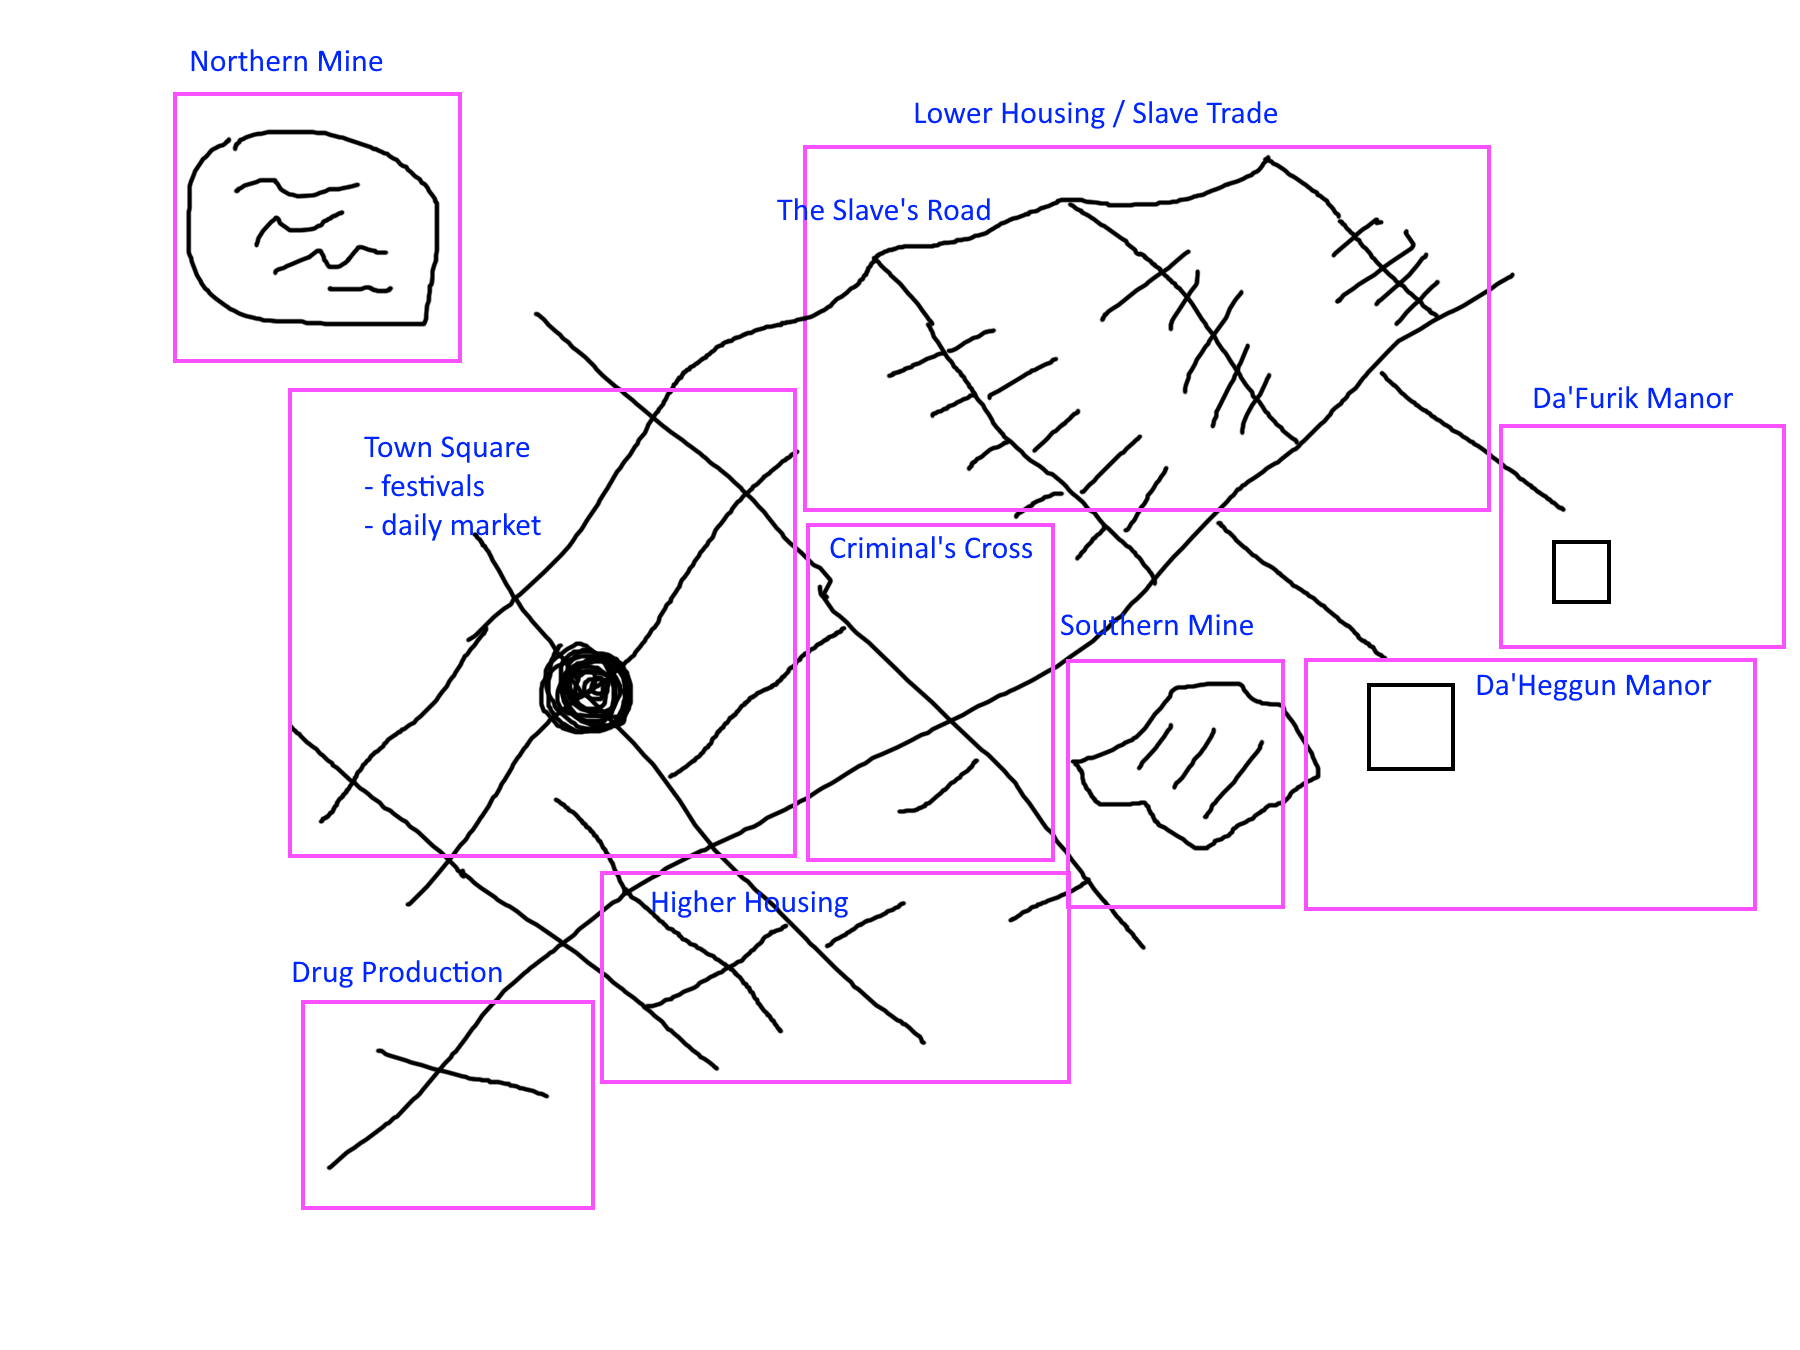 Northern Mine
Lower Housing / Slave Trade
The Slave's Road
Da'Furik Manor
Town Square
- festivals
- daily market
Criminal's Cross
Southern Mine
Da'Heggun Manor
Higher Housing
Drug Production